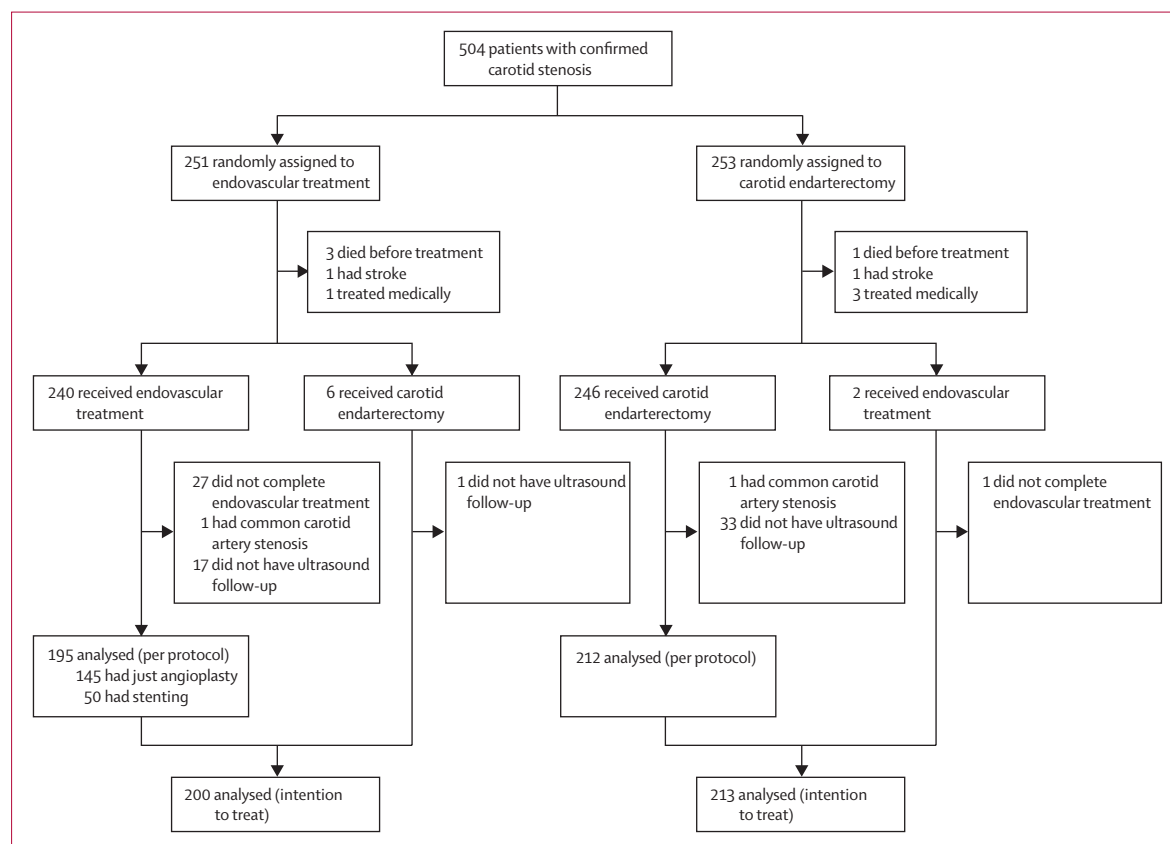 504 patients with confirmed
carotid stenosis
251 randomly assigned to
endovascular treatment
253 randomly assigned to
carotid endarterectomy
3 died before treatment
1 had stroke
1 treated medically
1 died before treatment
1 had stroke
3 treated medically
240 received endovascular
treatment
6 received carotid
endarterectomy
246 received carotid
endarterectomy
2 received endovascular
treatment
27 did not complete
endovascular treatment
1 had common carotid
artery stenosis
17 did not have ultrasound
follow-up
1 did not have ultrasound
follow-up
1 had common carotid
artery stenosis
33 did not have ultrasound
follow-up
1 did not complete
endovascular treatment
195 analysed (per protocol)
145 had just angioplasty
50 had stenting
212 analysed (per protocol)
200 analysed (intention
to treat)
213 analysed (intention
to treat)